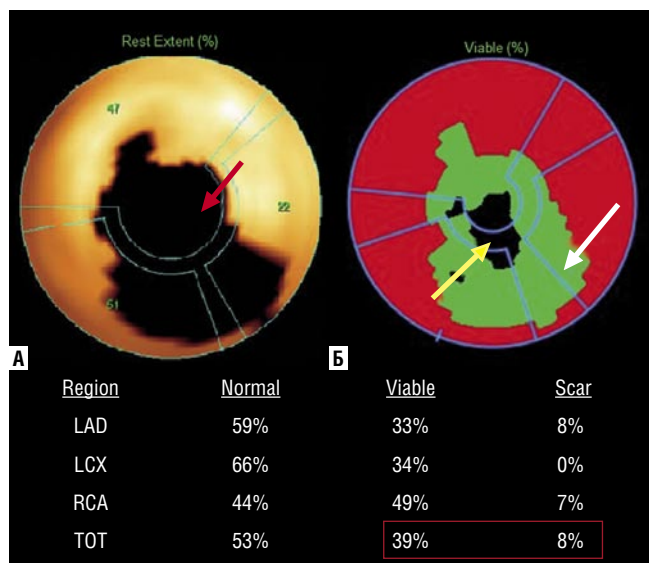 Rest Extent (%)
Viable (%)
47
22
51
А
Б
Region Normal Viable Scar
LAD 59% 33% 8%
LCX 66% 34% 0%
RCA 44% 49% 7%
TOT 53% 39% 8%